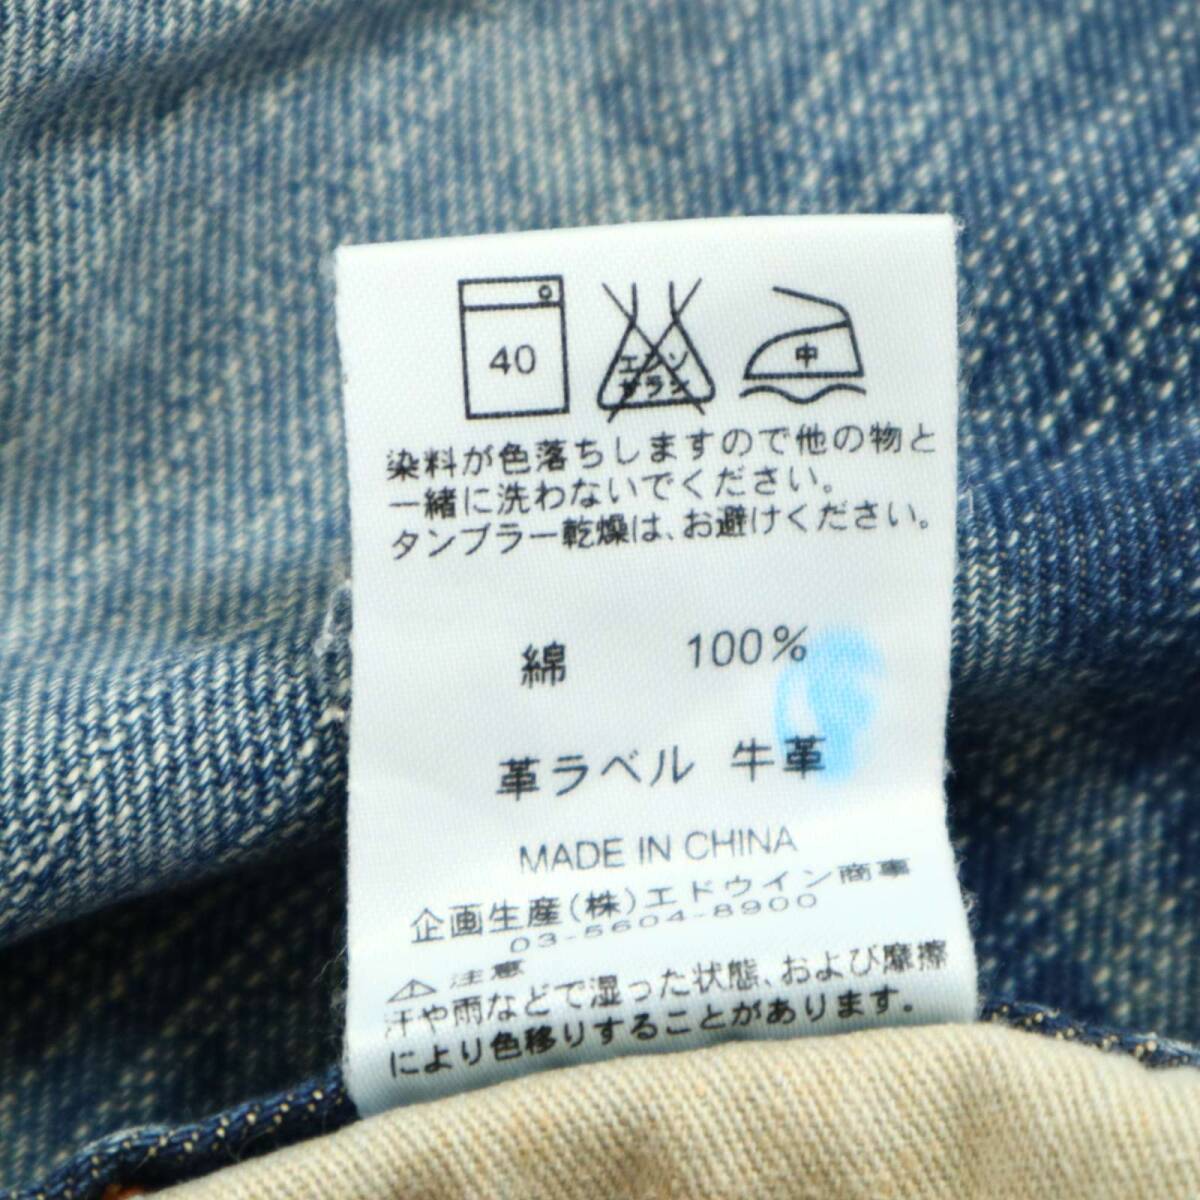 40
エンソ
サラシ
中
染料が色落ちしますので他の物と
一緒に洗わないでください。
タンブラー乾燥は、お避けください。
綿 100%
革ラベル 牛革
MADE IN CHINA
企画生産(株)エドウイン商事
03-5604-8900
注意
汗や雨などで湿った状態、および摩擦
により色移りすることがあります。